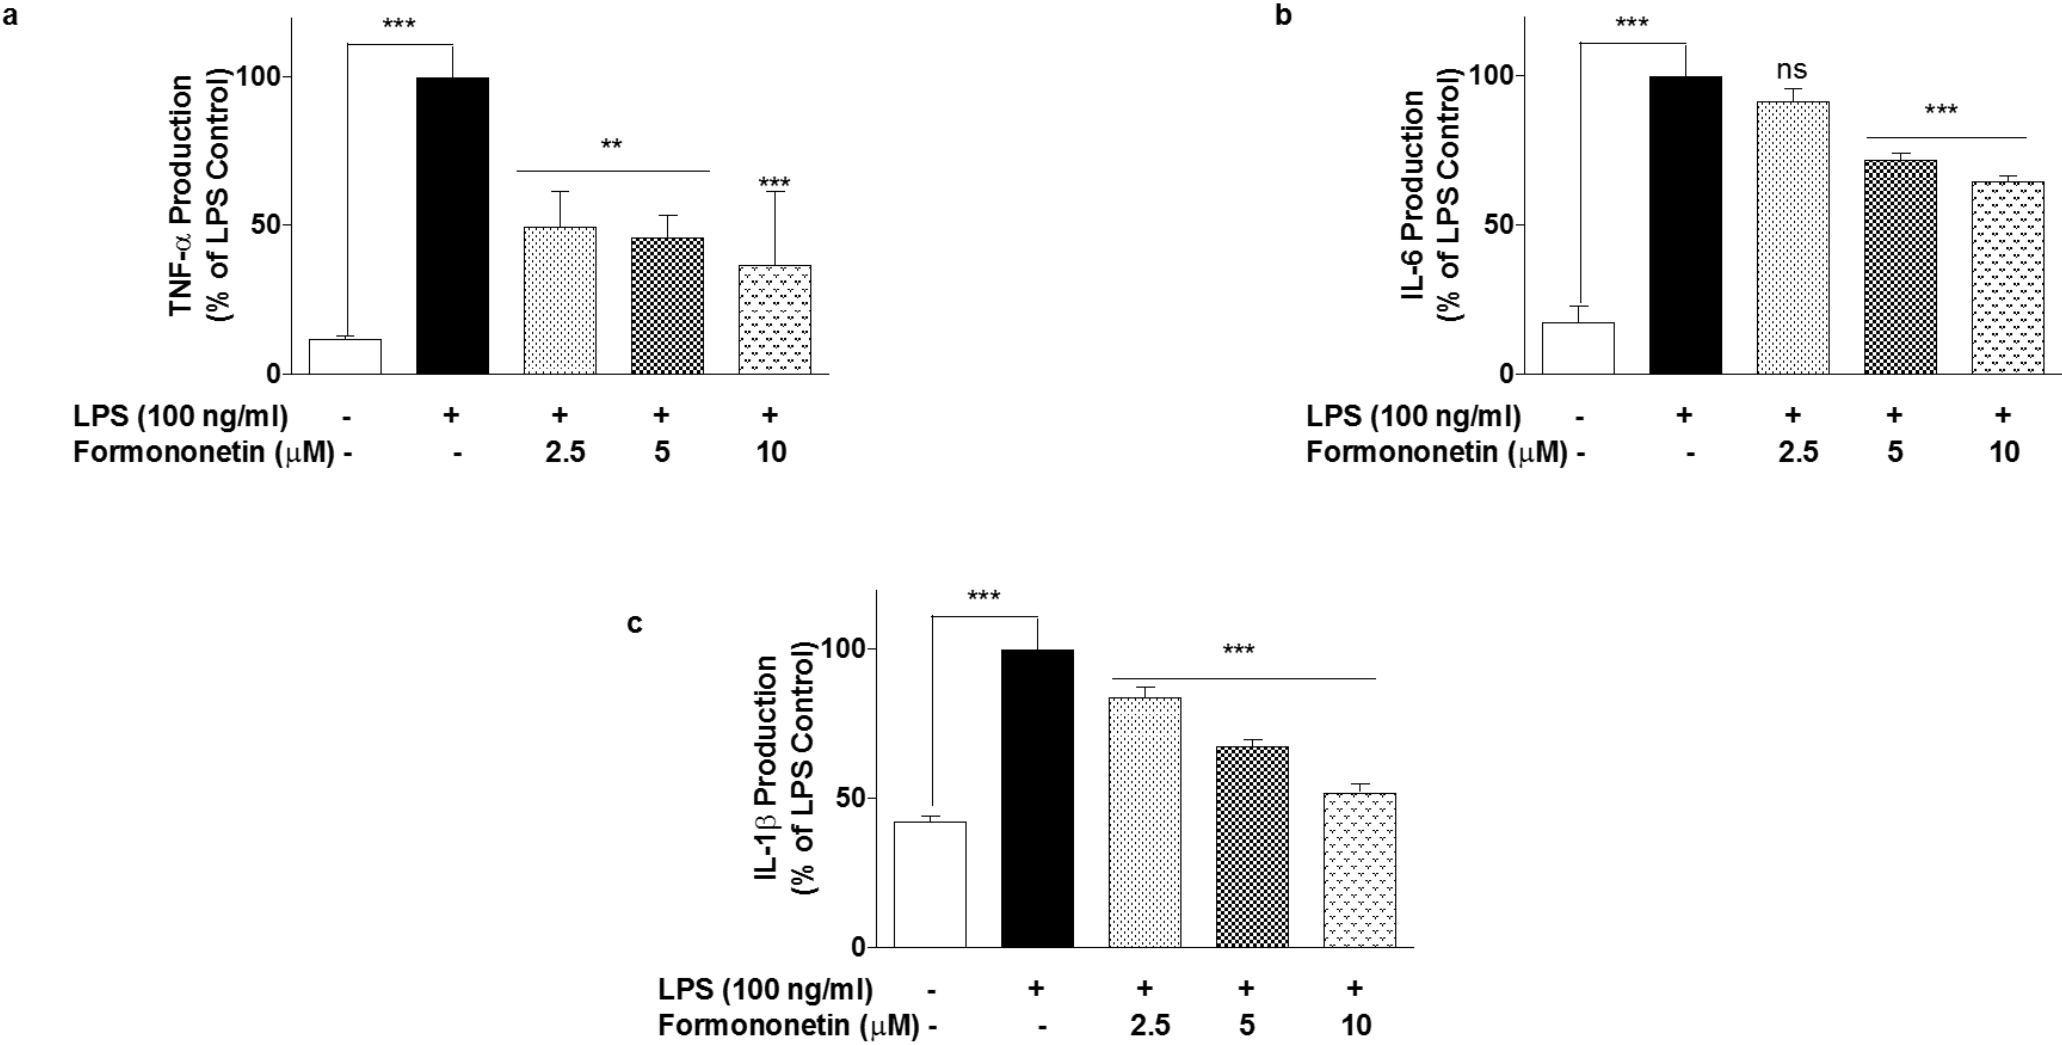 a
***
100
**
***
50
0
TNF-α Production
(% of LPS Control)
LPS (100 ng/ml) - + + + +
Formononetin (μM) - - 2.5 5 10
b
***
100
ns
***
50
0
IL-6 Production
(% of LPS Control)
LPS (100 ng/ml) - + + + +
Formononetin (μM) - - 2.5 5 10
c
***
100
***
50
0
IL-1β Production
(% of LPS Control)
LPS (100 ng/ml) - + + + +
Formononetin (μM) - - 2.5 5 10